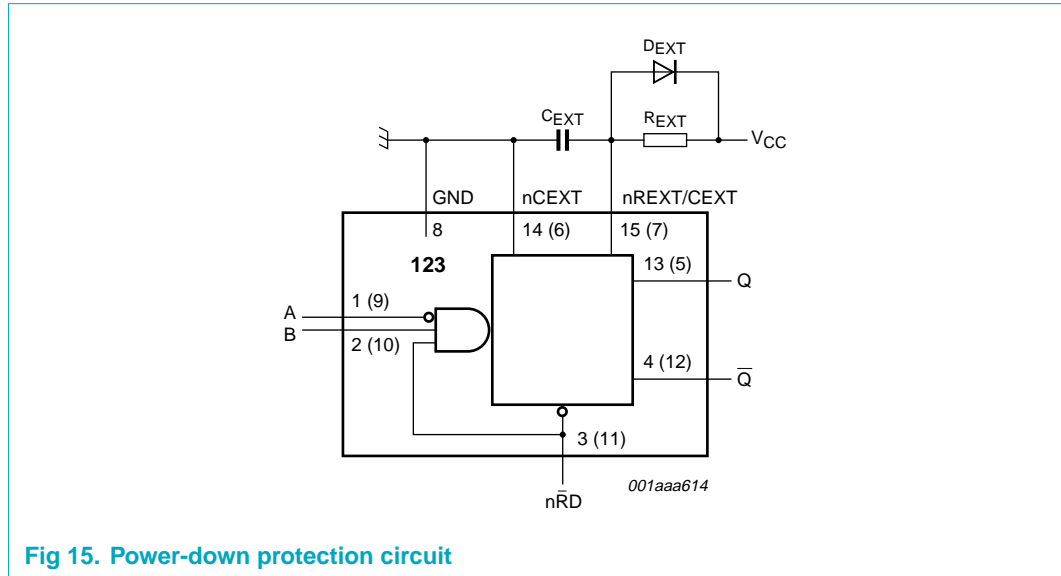 DEXT
CEXT
REXT
VCC
GND
nCEXT
nREXT/CEXT
8
14 (6)
15 (7)
123
13 (5)
Q
A
1 (9)
B
2 (10)
4 (12)
Q̅
3 (11)
nR̅D
001aaa614
Fig 15. Power-down protection circuit